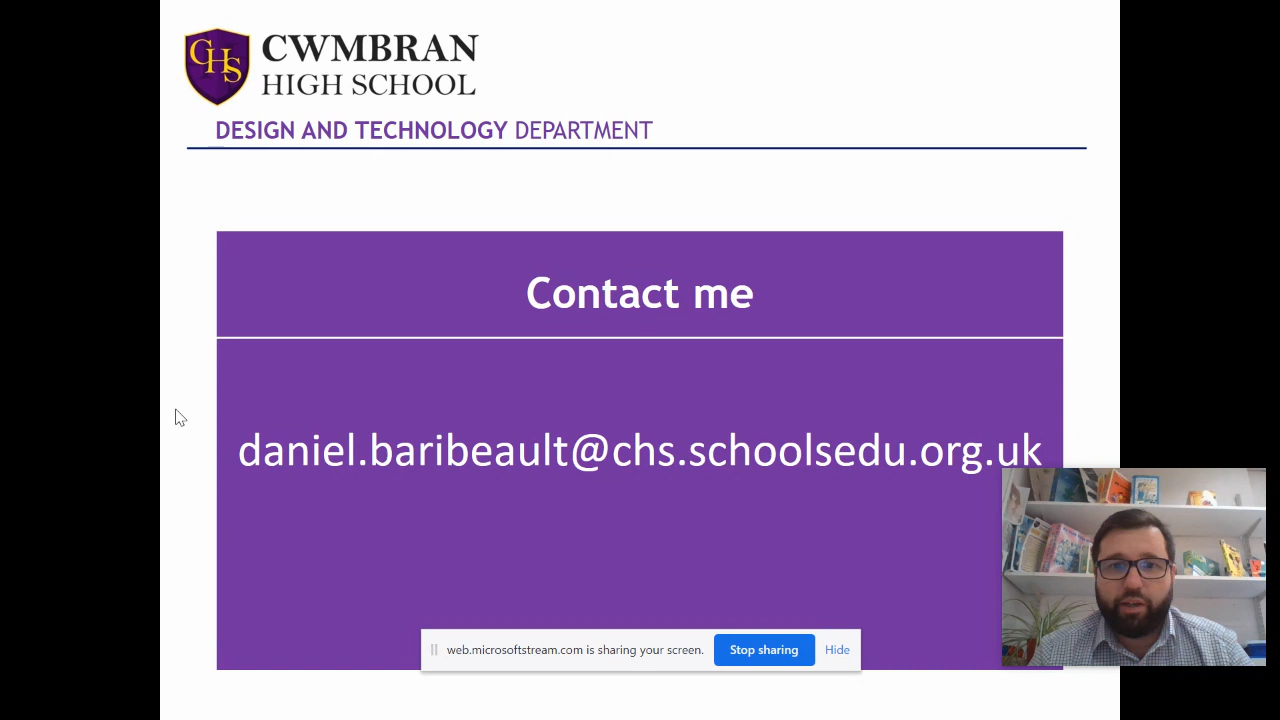 CHS
CWMBRAN
HIGH SCHOOL
DESIGN AND TECHNOLOGY DEPARTMENT
Contact me
daniel.baribeault@chs.schoolsedu.org.uk
web.microsoftstream.com is sharing your screen. Stop sharing Hide